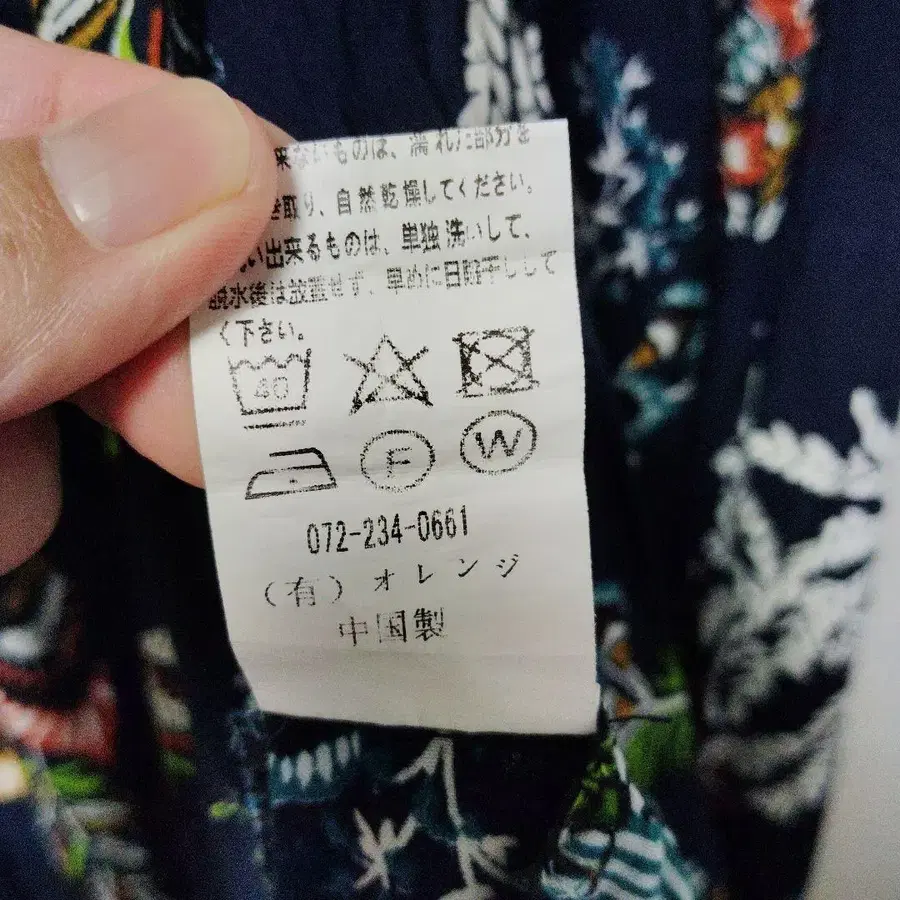 来ないものは、濡れた部分を
き取り、自然乾燥してください。
い出来るものは、単独洗いして、
脱水後は放置せず、早めに日陰干しして
く下さい。
40
F W
072-234-0661
(有)オレンジ
中国製